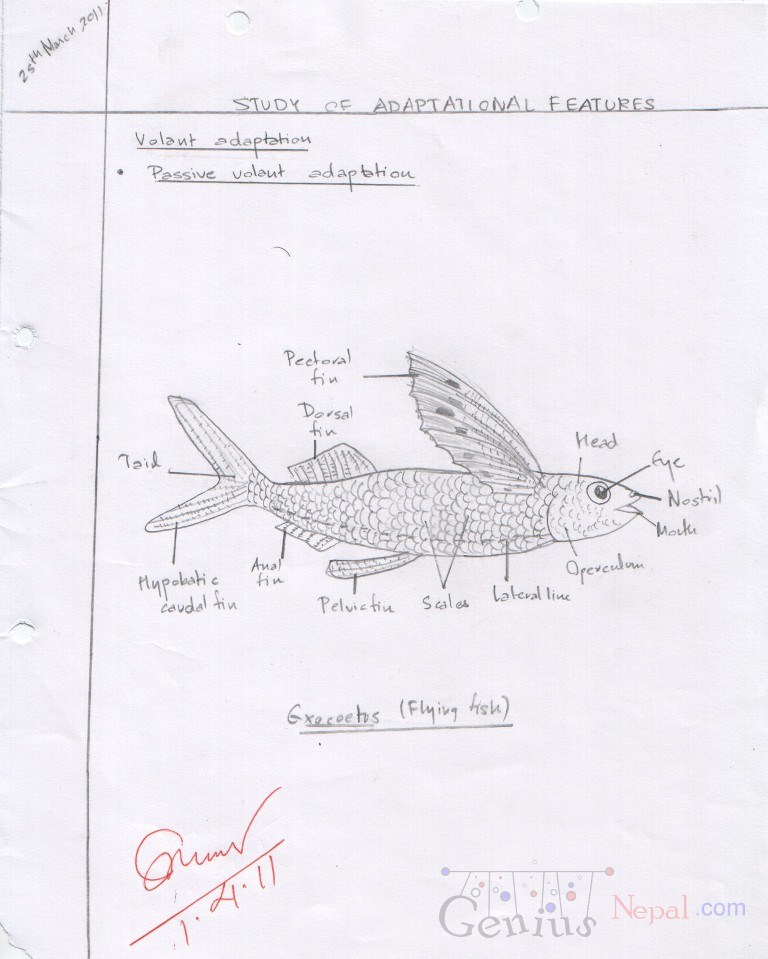 25th March 2011.
STUDY OF ADAPTATIONAL FEATURES
Volant adaptation
• Passive volant adaptation
Pectoral
fin
Dorsal
fin
Head
Eye
Tail
Nostril
Mouth
Operculum
Anal
fin
Hypobatic
caudal fin
Pelvic fin
Scales
Lateral line
Exocoetus (Flying fish)
1.4.11
Genius Nepal.com